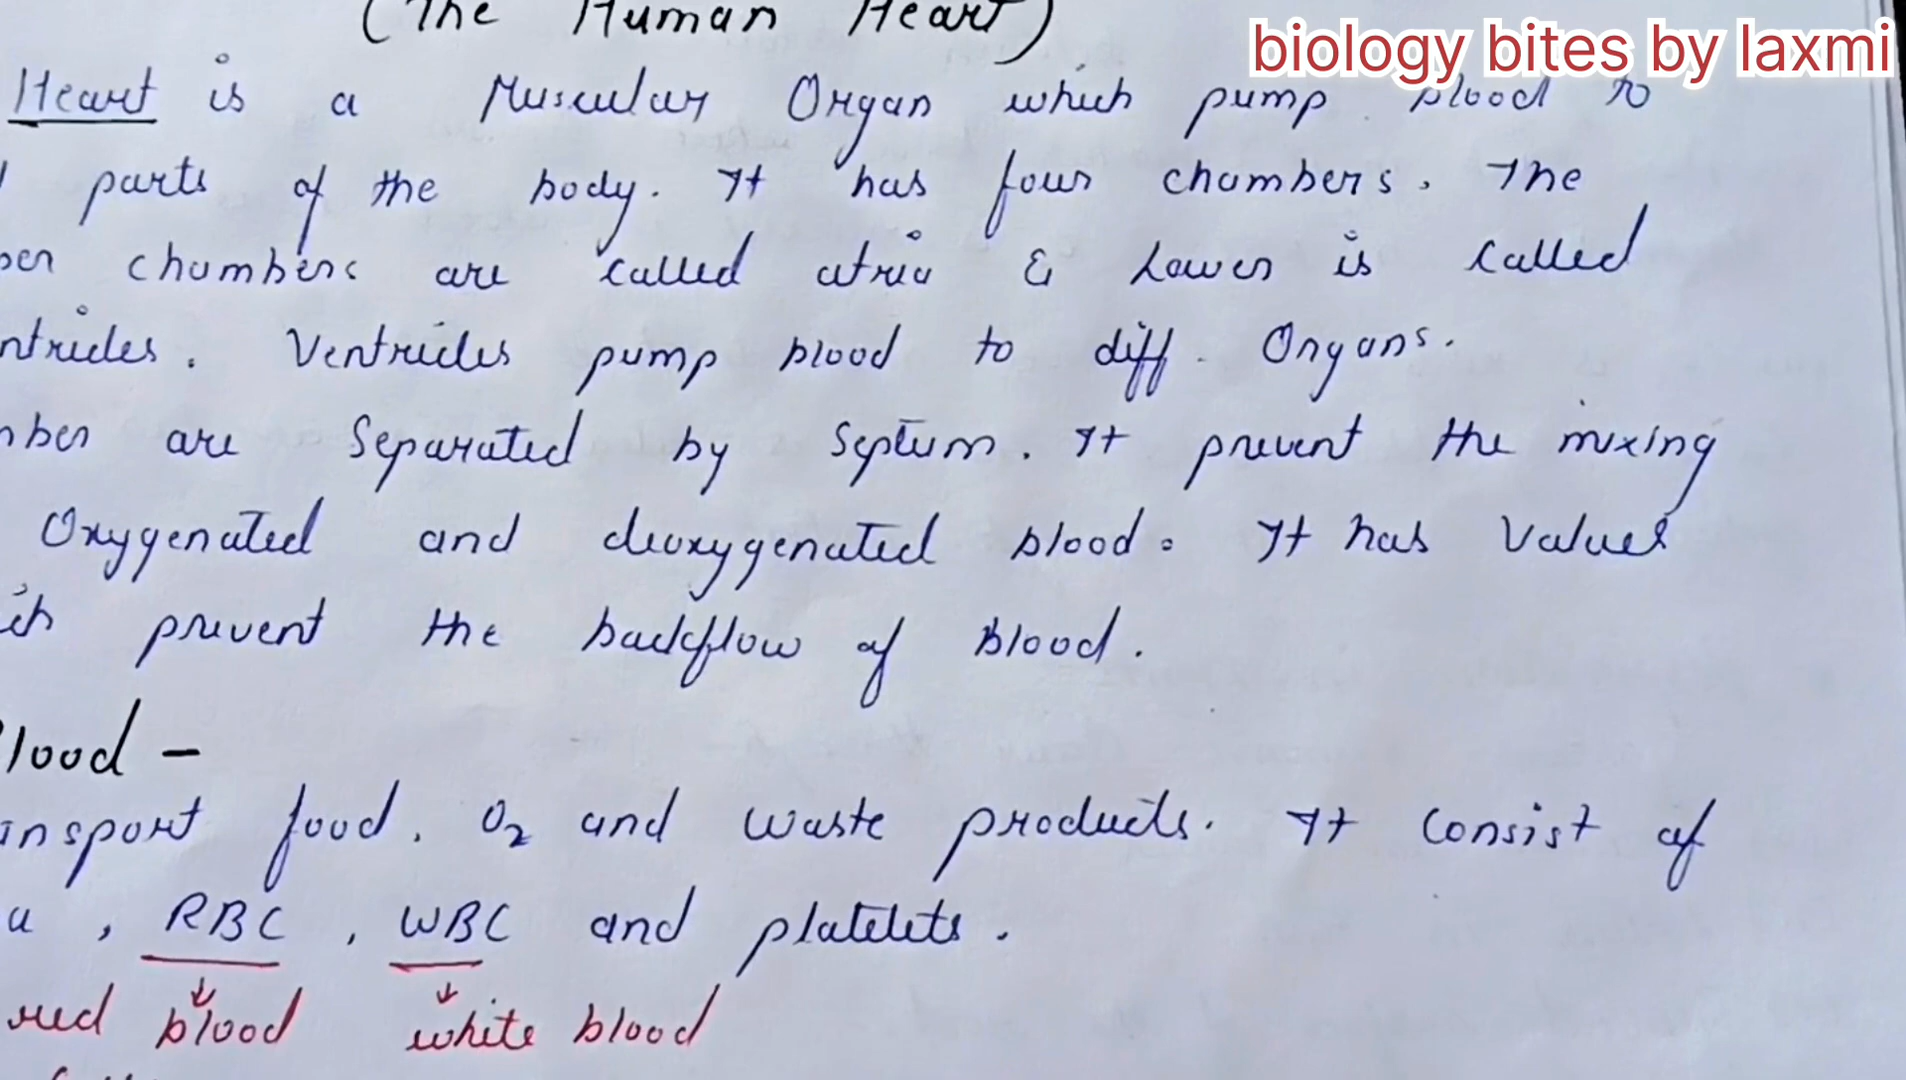 (The Human Heart)
biology bites by laxmi
Heart is a Muscular Organ which pump blood to
parts of the body. It has four chambers. The
chambers are called atria & Lower is called
Ventricles pump blood to diff. Organs.
are Separated by Septum. It prevent the mixing
Oxygenated and deoxygenated blood. It has Valves
prevent the backflow of Blood.
lood -
nsport food, O2 and waste products. It Consist of
a, RBC, WBC and platelets.
↓ ↓
red blood white blood